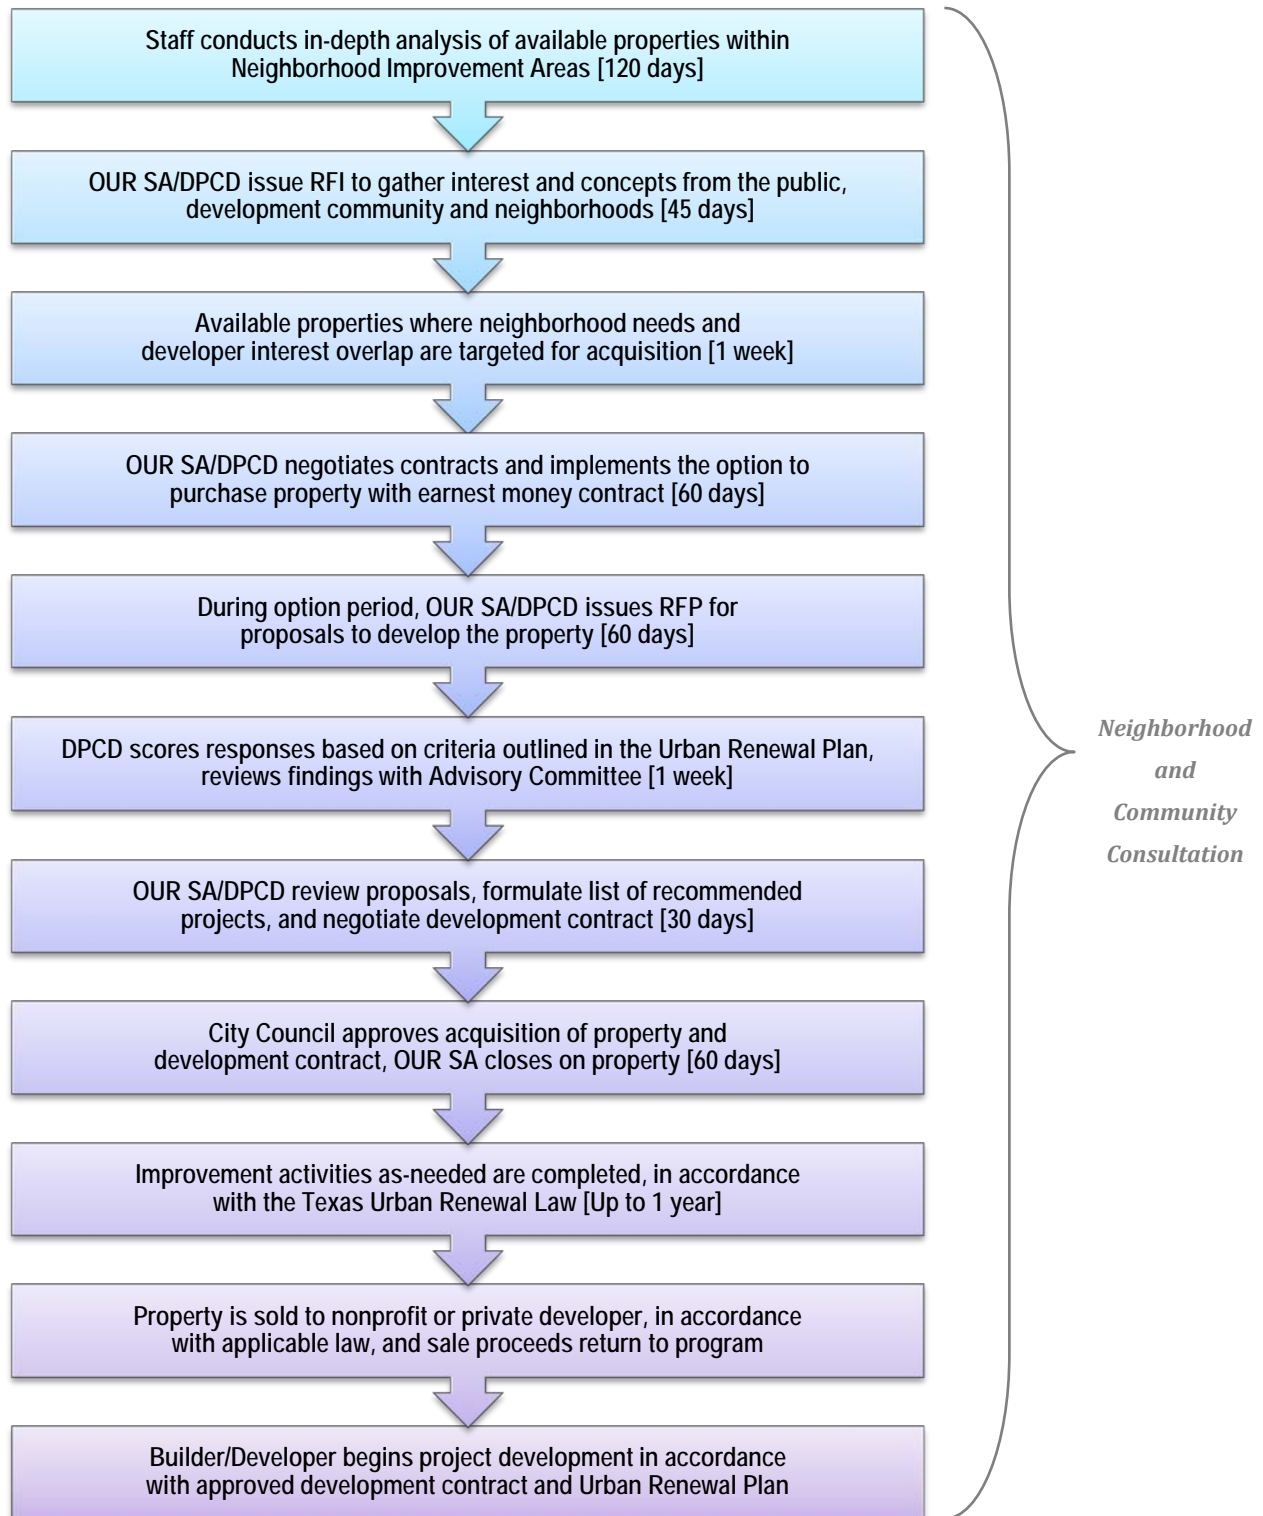 Staff conducts in-depth analysis of available properties within
Neighborhood Improvement Areas [120 days]
OUR SA/DPCD issue RFI to gather interest and concepts from the public,
development community and neighborhoods [45 days]
Available properties where neighborhood needs and
developer interest overlap are targeted for acquisition [1 week]
OUR SA/DPCD negotiates contracts and implements the option to
purchase property with earnest money contract [60 days]
During option period, OUR SA/DPCD issues RFP for
proposals to develop the property [60 days]
DPCD scores responses based on criteria outlined in the Urban Renewal Plan,
reviews findings with Advisory Committee [1 week]
OUR SA/DPCD review proposals, formulate list of recommended
projects, and negotiate development contract [30 days]
City Council approves acquisition of property and
development contract, OUR SA closes on property [60 days]
Improvement activities as-needed are completed, in accordance
with the Texas Urban Renewal Law [Up to 1 year]
Property is sold to nonprofit or private developer, in accordance
with applicable law, and sale proceeds return to program
Builder/Developer begins project development in accordance
with approved development contract and Urban Renewal Plan
Neighborhood
and
Community
Consultation